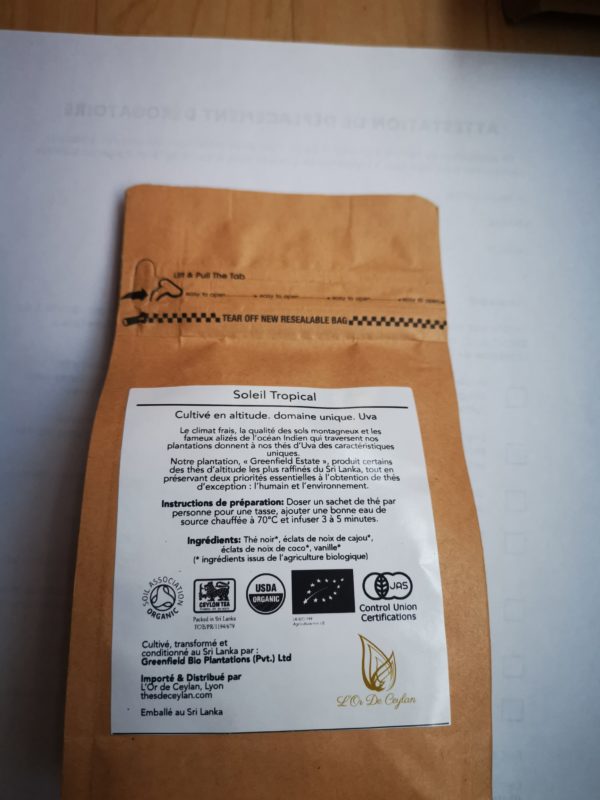 ATTESTATION DE DÉPLACEMENT DÉROGATOIRE
Lift & Pull The Tab
easy to open easy to open easy to open easy to open
TEAR OFF NEW RESEALABLE BAG
Soleil Tropical
Cultivé en altitude. domaine unique. Uva
Le climat frais, la qualité des sols montagneux et les
fameux alizés de l'océan Indien qui traversent nos
plantations donnent à nos thés d'Uva des caractéristiques
uniques.
Notre plantation, « Greenfield Estate », produit certains
des thés d'altitude les plus raffinés du Sri Lanka, tout en
préservant deux priorités essentielles à l'obtention de thés
d'exception : l'humain et l'environnement.
Instructions de préparation: Doser un sachet de thé par
personne pour une tasse, ajouter une bonne eau de
source chauffée à 70°C et infuser 3 à 5 minutes.
Ingrédients: Thé noir*, éclats de noix de cajou*,
éclats de noix de coco*, vanille*
(* ingrédients issus de l'agriculture biologique)
SOIL ASSOCIATION
ORGANIC
CEYLON TEA
Packed in Sri Lanka
USDA
ORGANIC
JAS
Control Union
Certifications
Cultivé, transformé et
conditionné au Sri Lanka par :
Greenfield Bio Plantations (Pvt.) Ltd
Importé & Distribué par
L'Or de Ceylan, Lyon
thesdeceylan.com
Emballé au Sri Lanka
L'Or De Ceylan